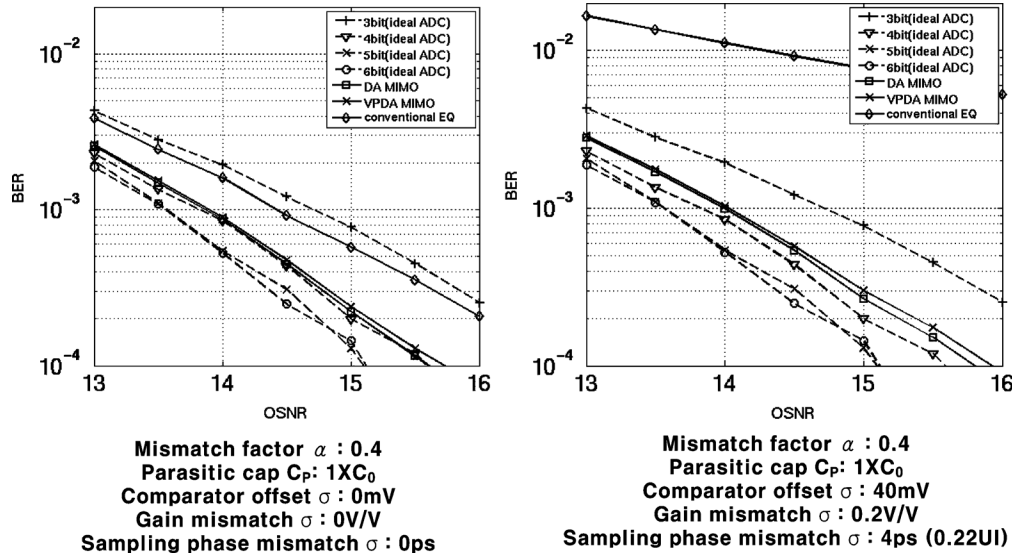 10⁻²
10⁻³
10⁻⁴
BER
13
14
15
16
OSNR
3bit(ideal ADC)
4bit(ideal ADC)
5bit(ideal ADC)
6bit(ideal ADC)
DA MIMO
VPDA MIMO
conventional EQ
Mismatch factor α : 0.4
Parasitic cap Cₚ: 1XC₀
Comparator offset σ : 0mV
Gain mismatch σ : 0V/V
Sampling phase mismatch σ : 0ps
10⁻²
10⁻³
10⁻⁴
BER
13
14
15
16
OSNR
3bit(ideal ADC)
4bit(ideal ADC)
5bit(ideal ADC)
6bit(ideal ADC)
DA MIMO
VPDA MIMO
conventional EQ
Mismatch factor α : 0.4
Parasitic cap Cₚ: 1XC₀
Comparator offset σ : 40mV
Gain mismatch σ : 0.2V/V
Sampling phase mismatch σ : 4ps (0.22UI)